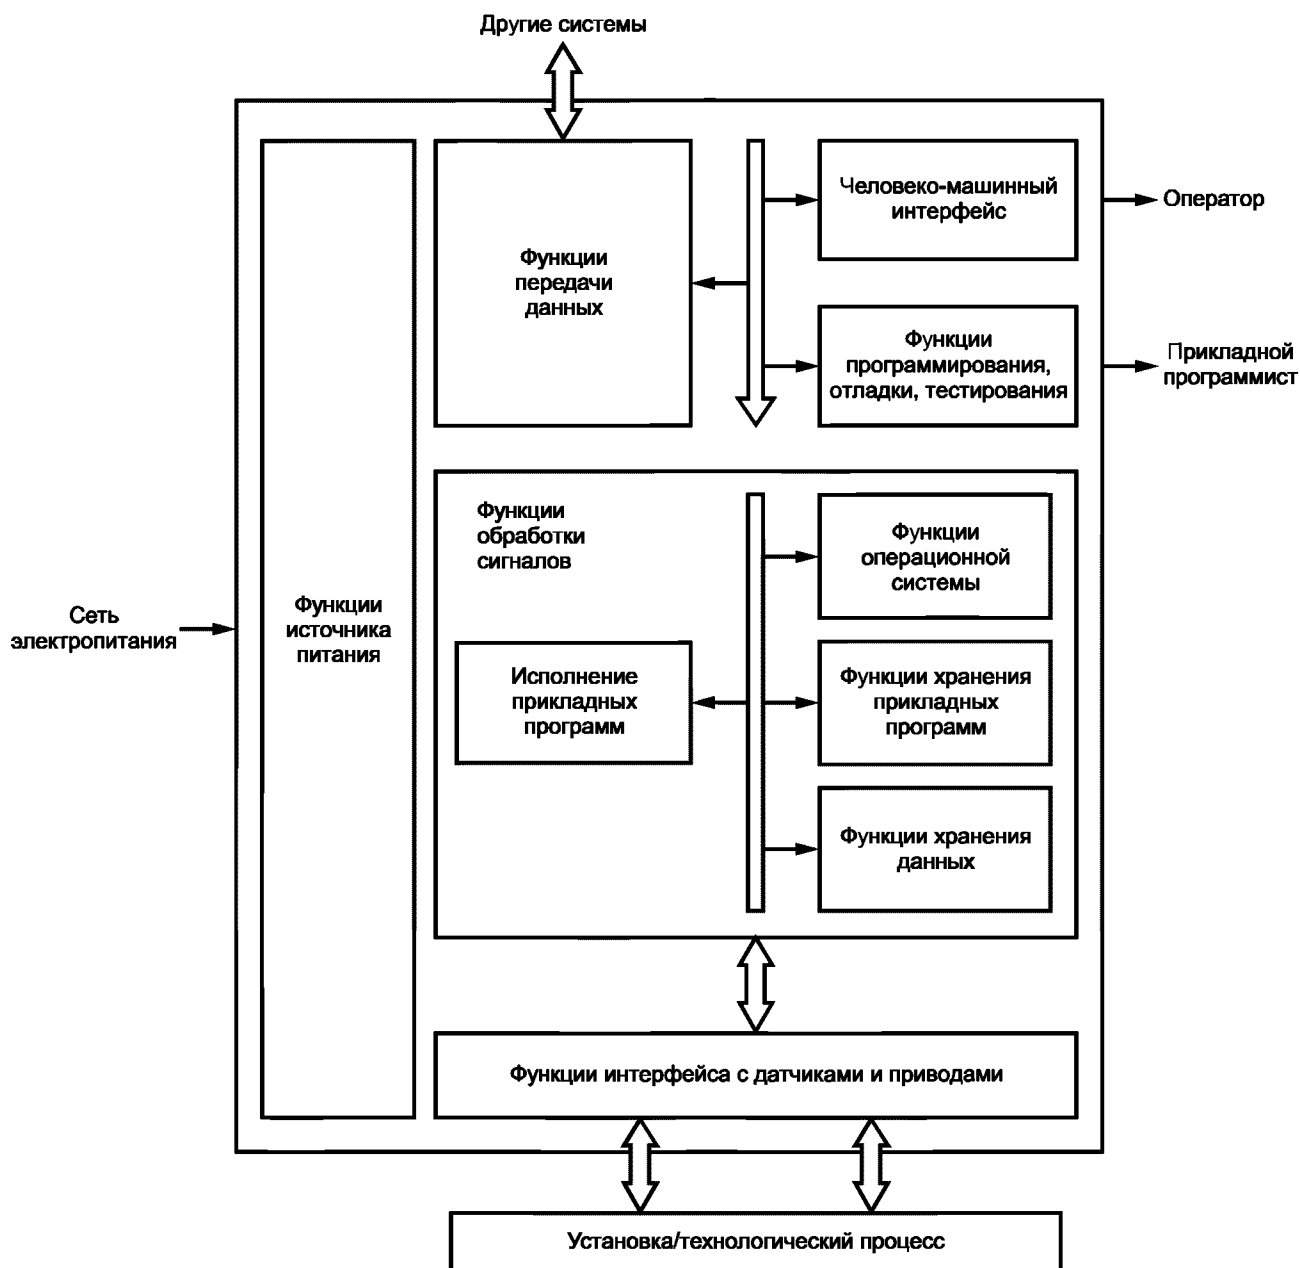 Другие системы
Человеко-машинный
интерфейс
Оператор
Функции
передачи
данных
Функции
программирования,
отладки, тестирования
Прикладной
программист
Функции
обработки
сигналов
Функции
операционной
системы
Сеть
электропитания
Функции
источника
питания
Исполнение
прикладных
программ
Функции хранения
прикладных
программ
Функции хранения
данных
Функции интерфейса с датчиками и приводами
Установка/технологический процесс